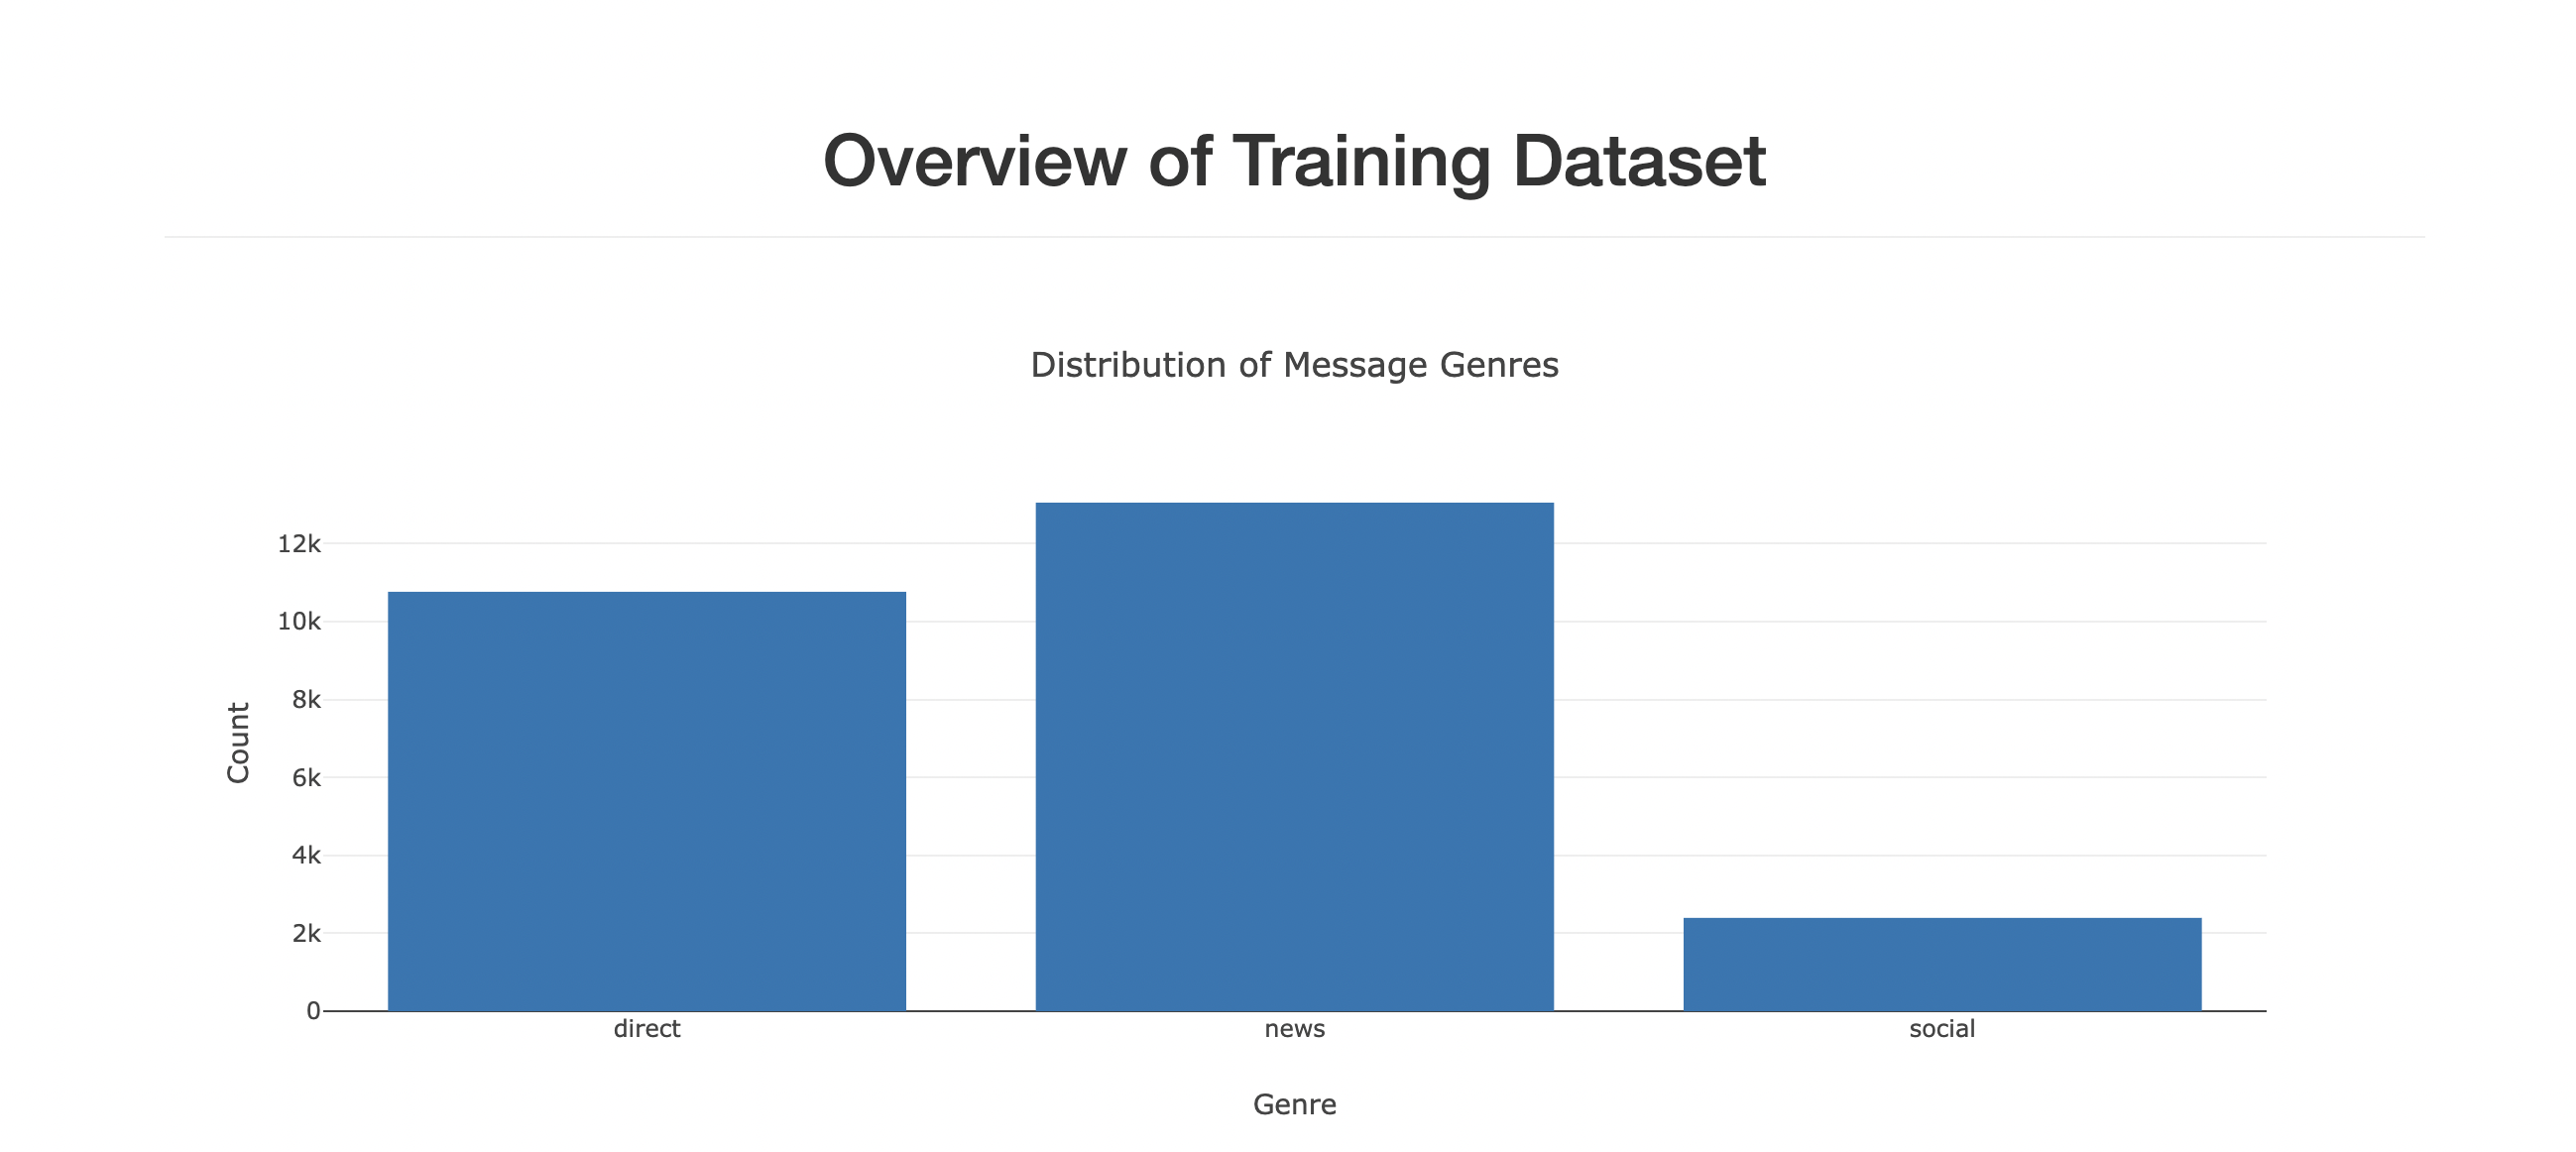 Overview of Training Dataset
Distribution of Message Genres
12k
10k
8k
6k
4k
2k
0
Count
direct news social
Genre